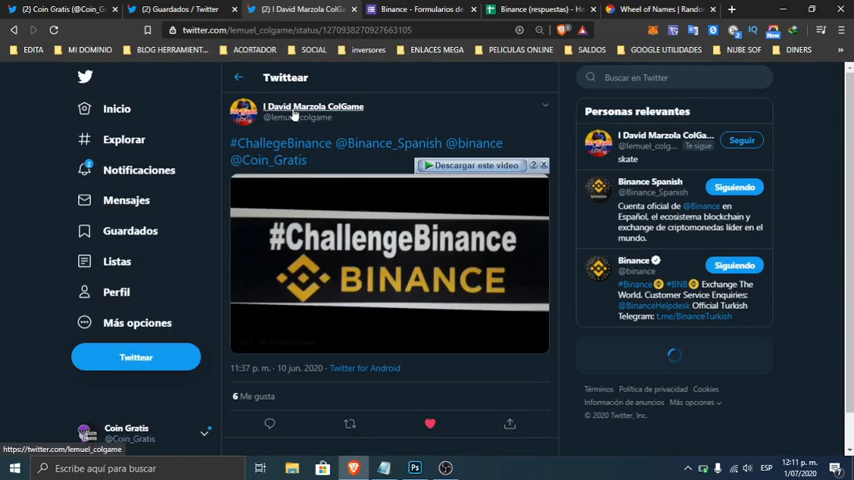 (2) Coin Gratis (@Coin_G
(2) Guardados / Twitter
(2) I David Marzola ColGame
Binance - Formularios de
Binance (respuestas) - Ho
Wheel of Names | Rando
twitter.com/lemuel_colgame/status/1270938270927663105
EDITA
MI DOMINIO
BLOG HERRAMIENT...
ACORTADOR
SOCIAL
inversores
ENLACES MEGA
PELICULAS ONLINE
SALDOS
GOOGLE UTILIDADES
NUBE SOF
DINERS
Inicio
Explorar
Notificaciones
Mensajes
Guardados
Listas
Perfil
Más opciones
Twittear
Coin Gratis
@Coin_Gratis
https://twitter.com/lemuel_colgame
Twittear
I David Marzola ColGame
@lemuel_colgame
#ChallegeBinance @Binance_Spanish @binance
@Coin_Gratis
Descargar este video
#ChallengeBinance
BINANCE
11:37 p. m. · 10 jun. 2020 · Twitter for Android
6 Me gusta
Buscar en Twitter
Personas relevantes
I David Marzola ColGa...
@lemuel_colg... Te sigue
Seguir
skate
Binance Spanish
@Binance_Spanish
Siguiendo
Cuenta oficial de @Binance en
Español, el ecosistema blockchain y
exchange de criptomonedas líder en el
mundo.
Binance
@binance
Siguiendo
#Binance #BNB Exchange The
World. Customer Service Enquiries:
@BinanceHelpdesk Official Turkish
Telegram: t.me/BinanceTurkish
Términos Política de privacidad Cookies
Información de anuncios Más opciones
© 2020 Twitter, Inc.
Escribe aquí para buscar
Ps
ESP
12:11 p. m.
1/07/2020